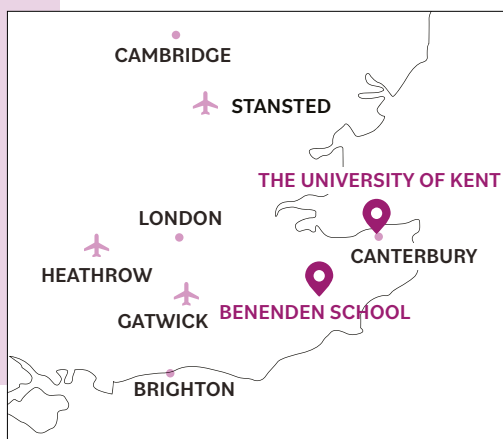 CAMBRIDGE
STANSTED
THE UNIVERSITY OF KENT
LONDON
CANTERBURY
HEATHROW
GATWICK
BENENDEN SCHOOL
BRIGHTON